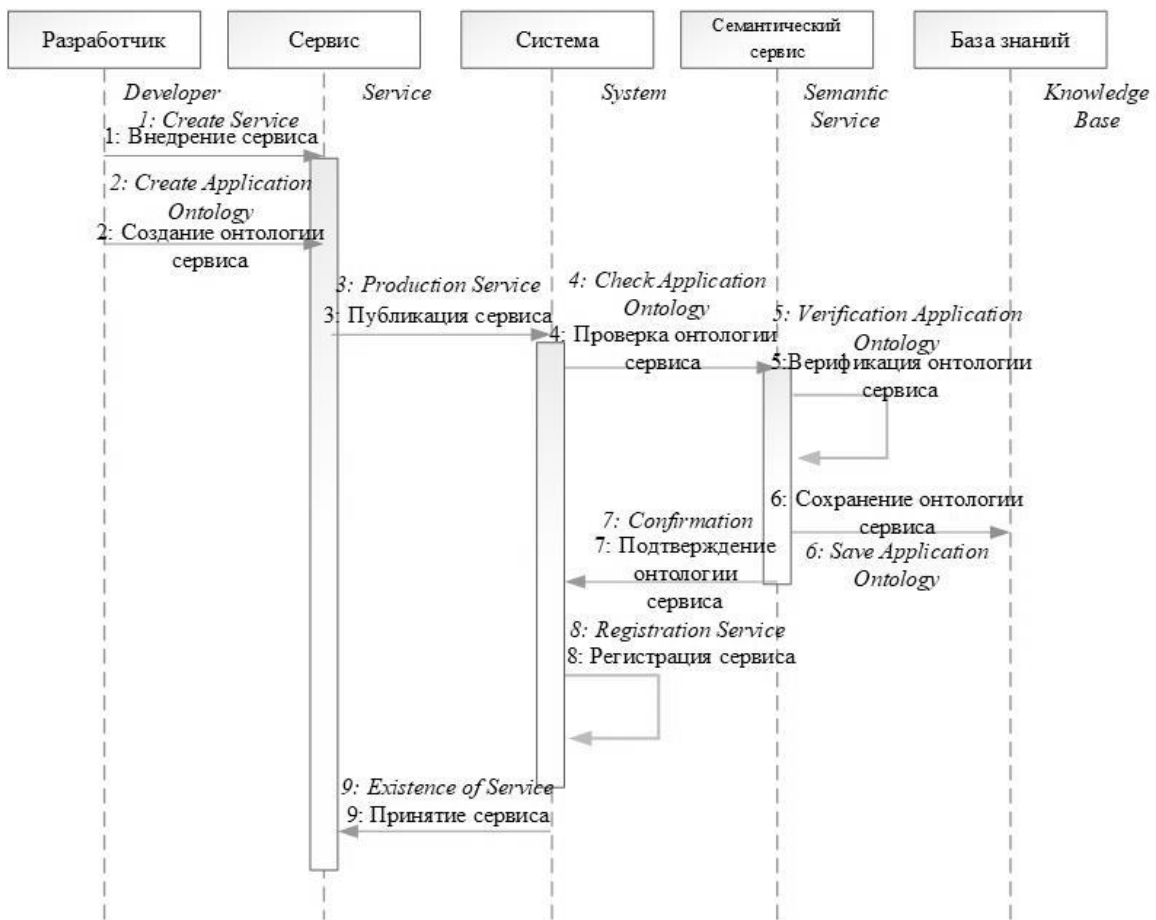 Разработчик
Сервис
Система
Семантический
сервис
База знаний
Developer
Service
System
Semantic
Service
Knowledge
Base
1: Create Service
1: Внедрение сервиса
2: Create Application
Ontology
2: Создание онтологии
сервиса
3: Production Service
3: Публикация сервиса
4: Check Application
Ontology
4: Проверка онтологии
сервиса
5: Verification Application
Ontology
5:Верификация онтологии
сервиса
6: Сохранение онтологии
сервиса
6: Save Application
Ontology
7: Confirmation
7: Подтверждение
онтологии
сервиса
8: Registration Service
8: Регистрация сервиса
9: Existence of Service
9: Принятие сервиса